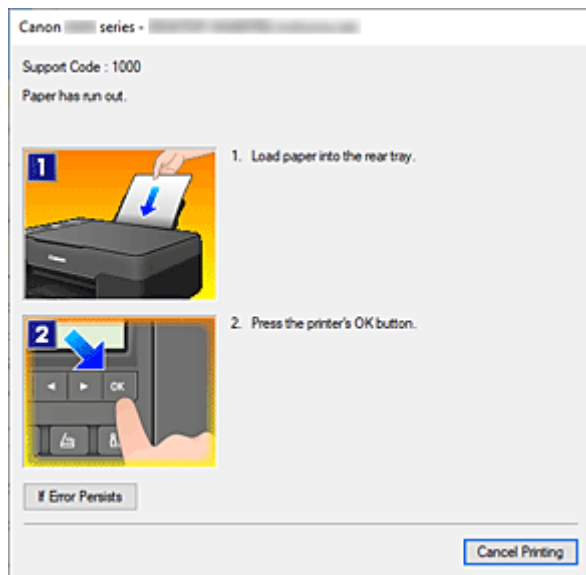 Canon series -
Support Code : 1000
Paper has run out.
1
1. Load paper into the rear tray.
Canon
2
2. Press the printer's OK button.
OK
If Error Persists
Cancel Printing